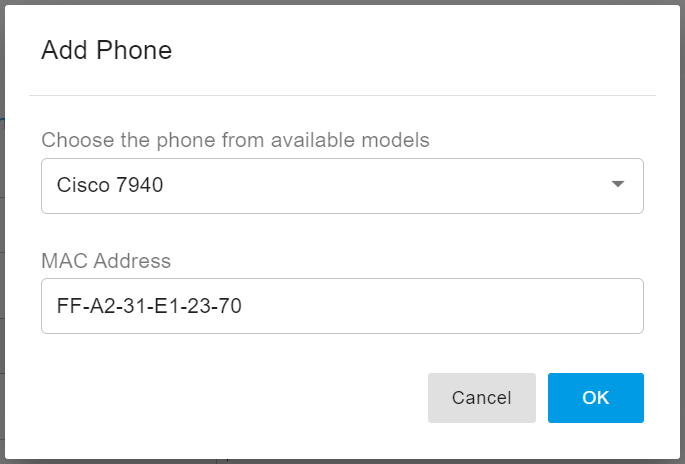 Add Phone
Choose the phone from available models
Cisco 7940
MAC Address
FF-A2-31-E1-23-70
Cancel
OK